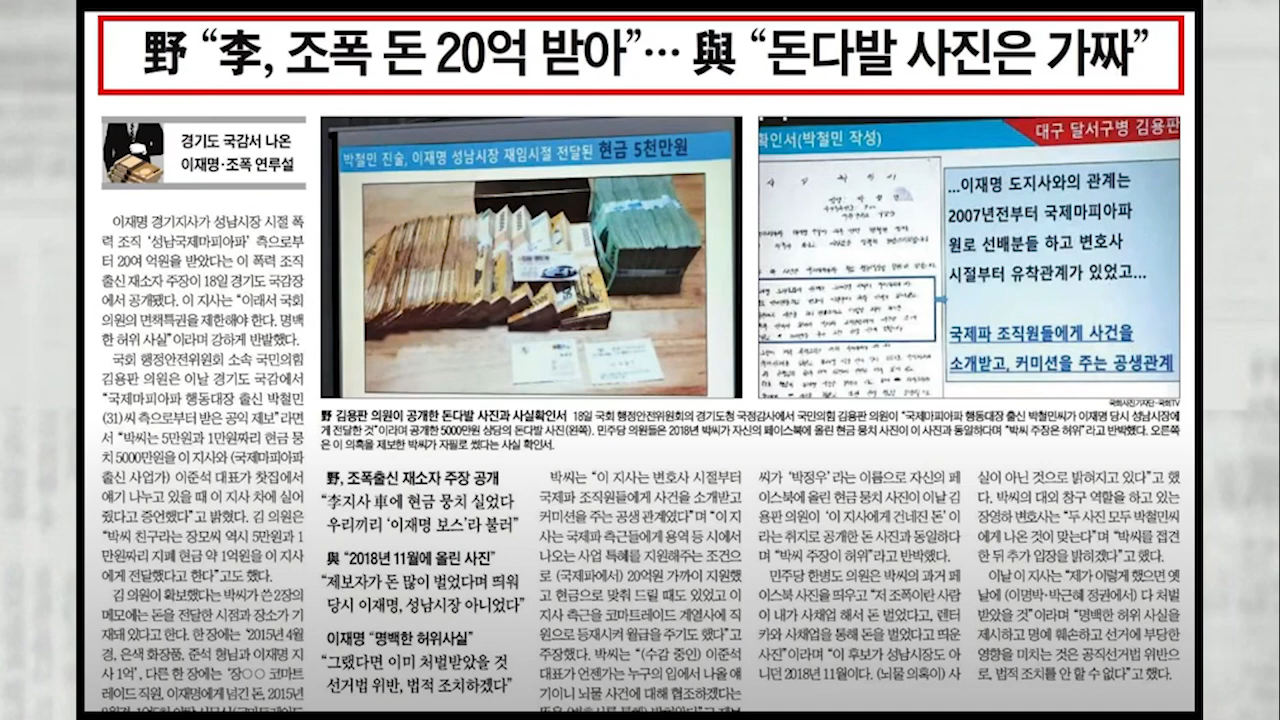 野 “李, 조폭 돈 20억 받아”… 與 “돈다발 사진은 가짜”
경기도 국감서 나온
이재명·조폭 연루설
이재명 경기지사가 성남시장 시절 폭
력 조직 ‘성남국제마피아파’ 측으로부
터 20여 억원을 받았다는 이 폭력 조직
출신 재소자 주장이 18일 경기도 국감장
에서 공개됐다. 이 지사는 “이래서 국회
의원의 면책특권을 제한해야 한다. 명백
한 허위 사실”이라며 강하게 반발했다.
국회 행정안전위원회 소속 국민의힘
김용판 의원은 이날 경기도 국감에서
“국제마피아파 행동대장 출신 박철민
(31)씨 측으로부터 받은 공익 제보”라면
서 “박씨는 5만원과 1만원짜리 현금 뭉
치 5000만원을 이 지사와 (국제마피아파
출신 사업가) 이준석 대표가 찻집에서
얘기 나누고 있을 때 이 지사 차에 실어
줬다고 증언했다”고 밝혔다. 김 의원은
“박씨 친구라는 장모씨 역시 5만원과 1
만원짜리 지폐 현금 약 1억원을 이 지사
에게 전달했다고 한다”고도 했다.
김 의원이 확보했다는 박씨가 쓴 2장의
메모에는 돈을 전달한 시점과 장소가 기
재돼 있다고 한다. 한 장에는 ‘2015년 4월
경, 은색 화장품, 준석 형님과 이재명 지
사 1억’, 다른 한 장에는 ‘장○○ 코마트
레이드 직원, 이재명에게 넘긴 돈, 2015년
박철민 진술, 이재명 성남시장 재임시절 전달된 현금 5천만원
확인서(박철민 작성)
대구 달서구병 김용판
...이재명 도지사와의 관계는
2007년전부터 국제마피아파
원로 선배분들 하고 변호사
시절부터 유착관계가 있었고...
국제파 조직원들에게 사건을
소개받고, 커미션을 주는 공생관계
국회사진기자단·국회TV
野 김용판 의원이 공개한 돈다발 사진과 사실확인서 18일 국회 행정안전위원회의 경기도청 국정감사에서 국민의힘 김용판 의원이 “국제마피아파 행동대장 출신 박철민씨가 이재명 당시 성남시장에
게 전달한 것”이라며 공개한 5000만원 상당의 돈다발 사진(왼쪽). 민주당 의원들은 2018년 박씨가 자신의 페이스북에 올린 현금 뭉치 사진이 이 사진과 동일하다며 “박씨 주장은 허위”라고 반박했다. 오른쪽
은 이 의혹을 제보한 박씨가 자필로 썼다는 사실 확인서.
野, 조폭출신 재소자 주장 공개
“李지사 車에 현금 뭉치 실었다
우리끼리 ‘이재명 보스’라 불러”
與 “2018년 11월에 올린 사진”
“제보자가 돈 많이 벌었다며 띄워
당시 이재명, 성남시장 아니었다”
이재명 “명백한 허위사실”
“그랬다면 이미 처벌받았을 것
선거법 위반, 법적 조치하겠다”
박씨는 “이 지사는 변호사 시절부터
국제파 조직원들에게 사건을 소개받고
커미션을 주는 공생 관계였다”며 “이 지
사는 국제파 측근들에게 용역 등 시에서
나오는 사업 특혜를 지원해주는 조건으
로 (국제파에서) 20억원 가까이 지원했
고 현금으로 맞춰 드릴 때도 있었고 이
지사 측근을 코마트레이드 계열사에 직
원으로 등재시켜 월급을 주기도 했다”고
주장했다. 박씨는 “(수감 중인) 이준석
대표가 언젠가는 누구의 입에서 나올 얘
기이니 뇌물 사건에 대해 협조하겠다는
씨가 ‘박정우’라는 이름으로 자신의 페
이스북에 올린 현금 뭉치 사진이 이날 김
용판 의원이 ‘이 지사에게 건네진 돈’이
라는 취지로 공개한 돈 사진과 동일하다
며 “박씨 주장이 허위”라고 반박했다.
민주당 한병도 의원은 박씨의 과거 페
이스북 사진을 띄우고 “저 조폭이란 사람
이 내가 사채업 해서 돈 벌었다고, 렌터
카와 사채업을 통해 돈을 벌었다고 띄운
사진”이라며 “이 후보가 성남시장도 아
니던 2018년 11월이다. (뇌물 의혹이) 사
실이 아닌 것으로 밝혀지고 있다”고 했
다. 박씨의 대외 창구 역할을 하고 있는
장영하 변호사는 “두 사진 모두 박철민씨
에게 나온 것이 맞는다”며 “박씨를 접견
한 뒤 추가 입장을 밝히겠다”고 했다.
이날 이 지사는 “제가 이렇게 했으면 옛
날에 (이명박·박근혜 정권에서) 다 처벌
받았을 것”이라며 “명백한 허위 사실을
제시하고 명예 훼손하고 선거에 부당한
영향을 미치는 것은 공직선거법 위반으
로, 법적 조치를 안 할 수 없다”고 했다.